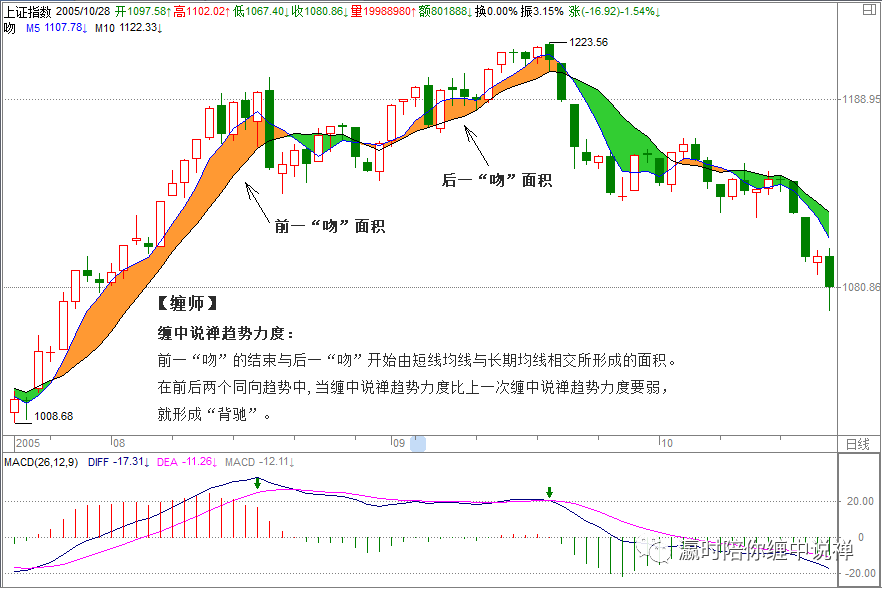 上证指数 2005/10/28 开1097.58↑ 高1102.02↑ 低1067.40↓ 收1080.86↓ 量19988980↑ 额801888↓ 换0.00% 振3.15% 涨(-16.92)-1.54%↓
吻 M5 1107.78↓ M10 1122.33↓
1223.56
1188.95
后一“吻”面积
前一“吻”面积
1080.86
【缠师】
缠中说禅趋势力度：
前一“吻”的结束与后一“吻”开始由短线均线与长期均线相交所形成的面积。
在前后两个同向趋势中,当缠中说禅趋势力度比上一次缠中说禅趋势力度要弱，
就形成“背驰”。
1008.68
2005 08 09 10 日线
MACD(26,12,9) DIFF -17.31↓ DEA -11.26↓ MACD -12.11↓
20.00
0
赢时陪你缠中说禅
-20.00